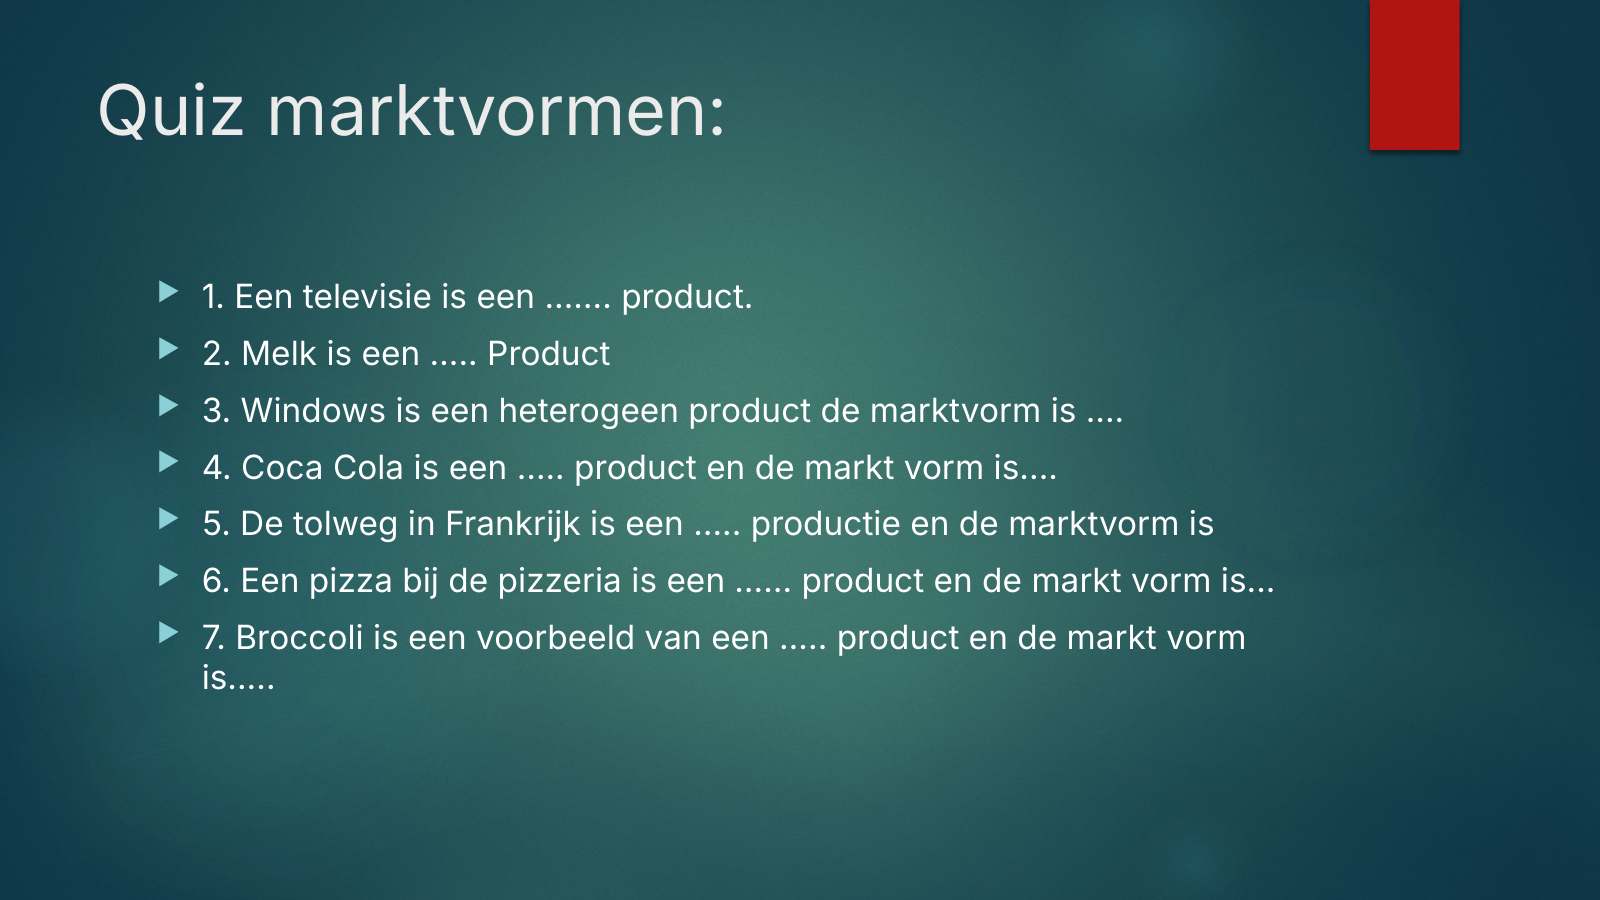 Quiz marktvormen:
1. Een televisie is een ....... product.
2. Melk is een ..... Product
3. Windows is een heterogeen product de marktvorm is ....
4. Coca Cola is een ..... product en de markt vorm is....
5. De tolweg in Frankrijk is een ..... productie en de marktvorm is
6. Een pizza bij de pizzeria is een ...... product en de markt vorm is...
7. Broccoli is een voorbeeld van een ..... product en de markt vorm
is.....